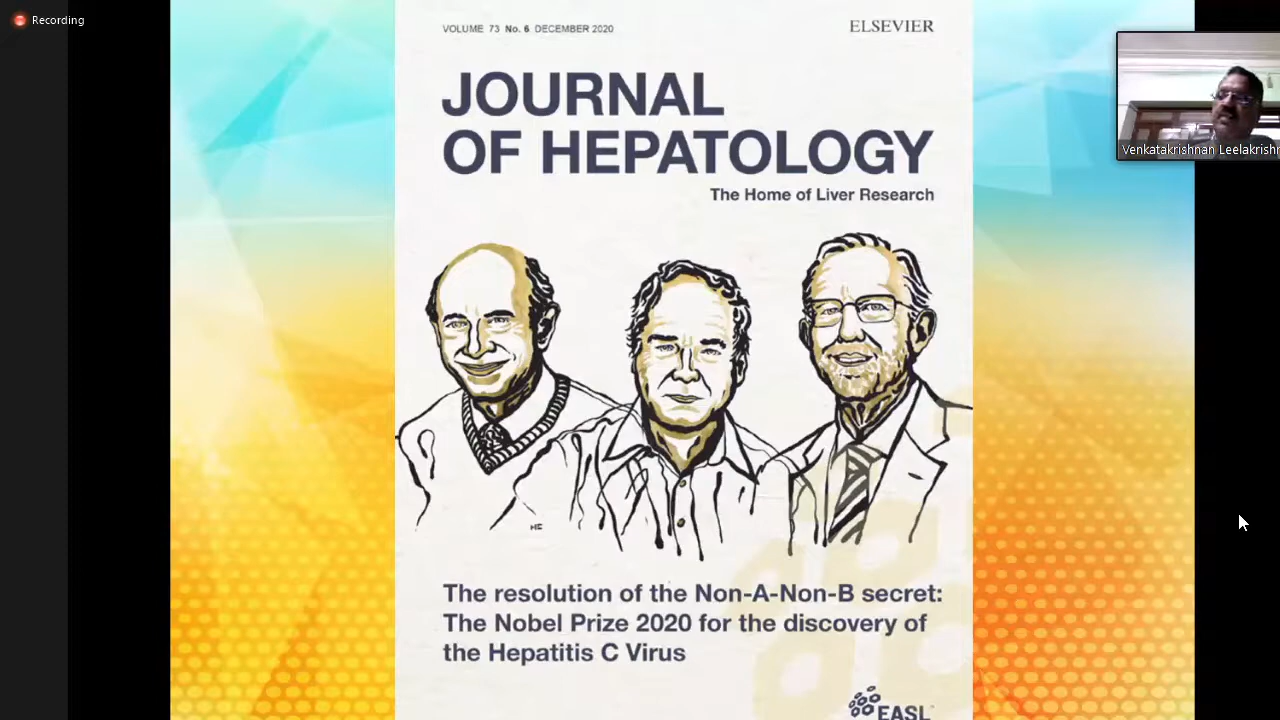 Recording
VOLUME 73 No. 6 DECEMBER 2020
ELSEVIER
JOURNAL
OF HEPATOLOGY
The Home of Liver Research
Venkatakrishnan Leelakrishn
HE
The resolution of the Non-A-Non-B secret:
The Nobel Prize 2020 for the discovery of
the Hepatitis C Virus
EASL